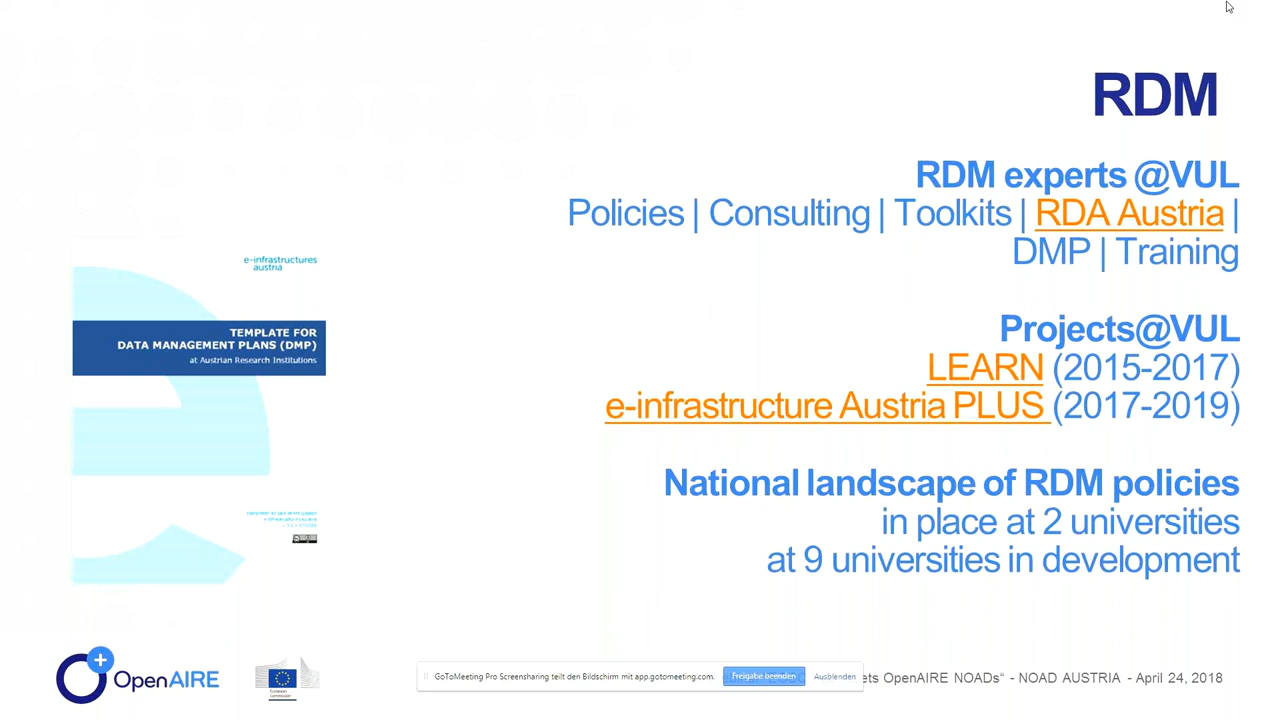 RDM
RDM experts @VUL
Policies | Consulting | Toolkits | RDA Austria |
DMP | Training
Projects@VUL
LEARN (2015-2017)
e-infrastructure Austria PLUS (2017-2019)
National landscape of RDM policies
in place at 2 universities
at 9 universities in development
e-infrastructures
austria
TEMPLATE FOR
DATA MANAGEMENT PLANS (DMP)
at Austrian Research Institutions
OpenAIRE
European
Commission
GoToMeeting Pro Screensharing teilt den Bildschirm mit app.gotomeeting.com.
Freigabe beenden
Ausblenden
ets OpenAIRE NOADs“ - NOAD AUSTRIA - April 24, 2018